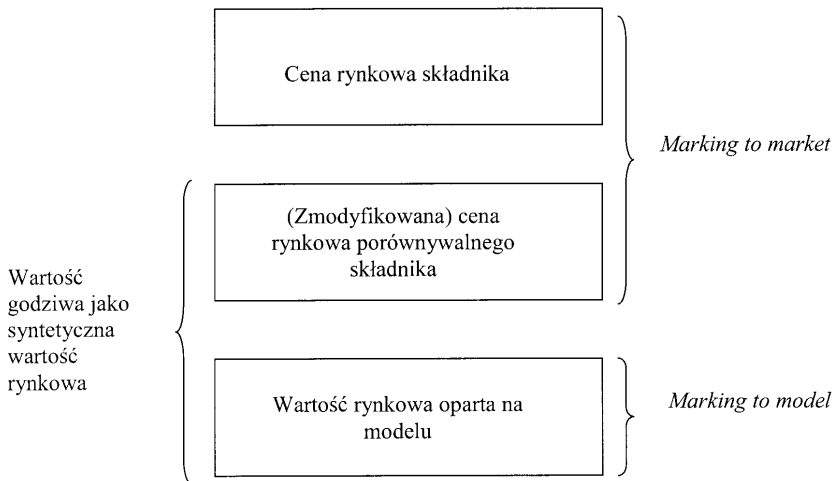 Cena rynkowa składnika
Marking to market
(Zmodyfikowana) cena
rynkowa porównywalnego
składnika
Wartość
godziwa jako
syntetyczna
wartość
rynkowa
Wartość rynkowa oparta na
modelu
Marking to model